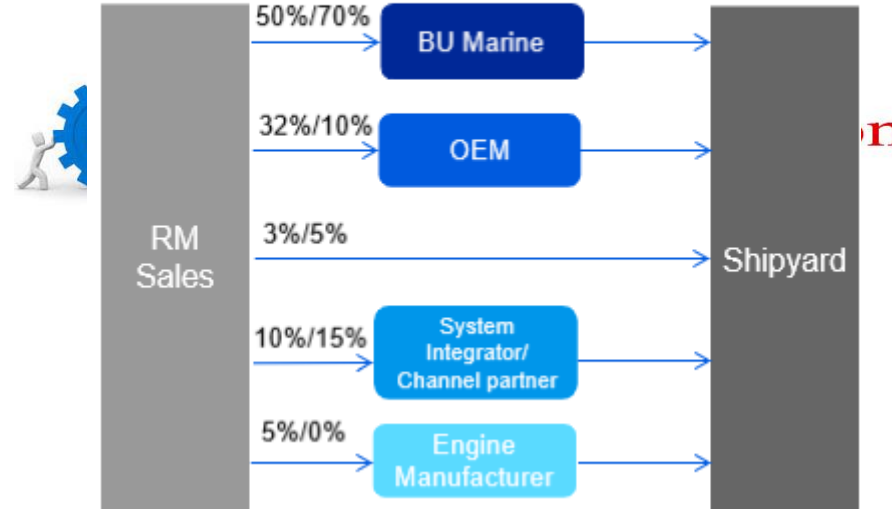 50%/70%
BU Marine
32%/10%
OEM
RM
Sales
3%/5%
Shipyard
10%/15%
System
Integrator/
Channel partner
5%/0%
Engine
Manufacturer